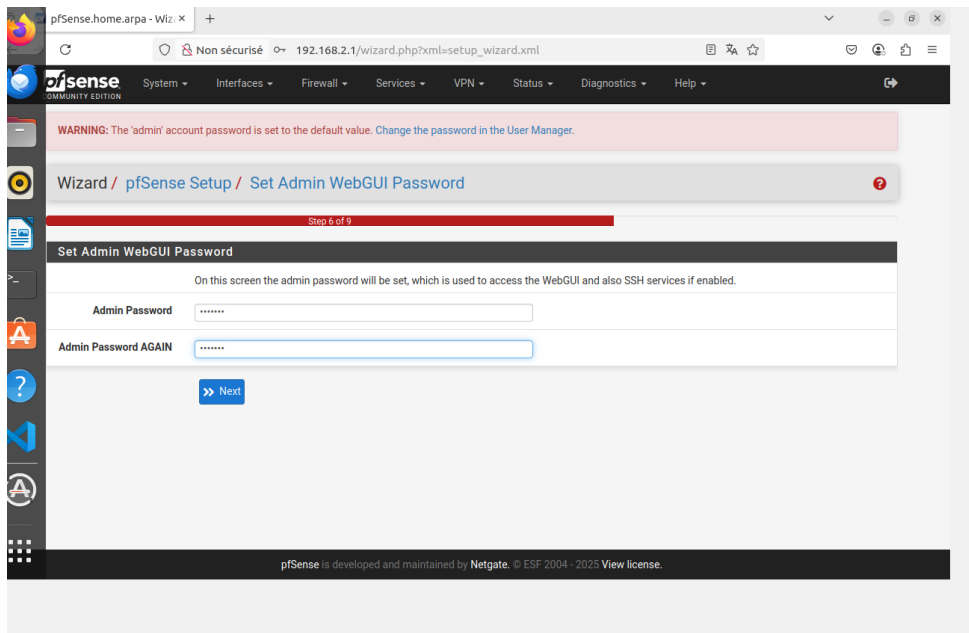 pfSense.home.arpa - Wiz
Non sécurisé 192.168.2.1/wizard.php?xml=setup_wizard.xml
pfsense
COMMUNITY EDITION
System Interfaces Firewall Services VPN Status Diagnostics Help
WARNING: The 'admin' account password is set to the default value. Change the password in the User Manager.
Wizard / pfSense Setup / Set Admin WebGUI Password
Step 6 of 9
Set Admin WebGUI Password
On this screen the admin password will be set, which is used to access the WebGUI and also SSH services if enabled.
Admin Password •••••••
Admin Password AGAIN •••••••
Next
pfSense is developed and maintained by Netgate. © ESF 2004 - 2025 View license.